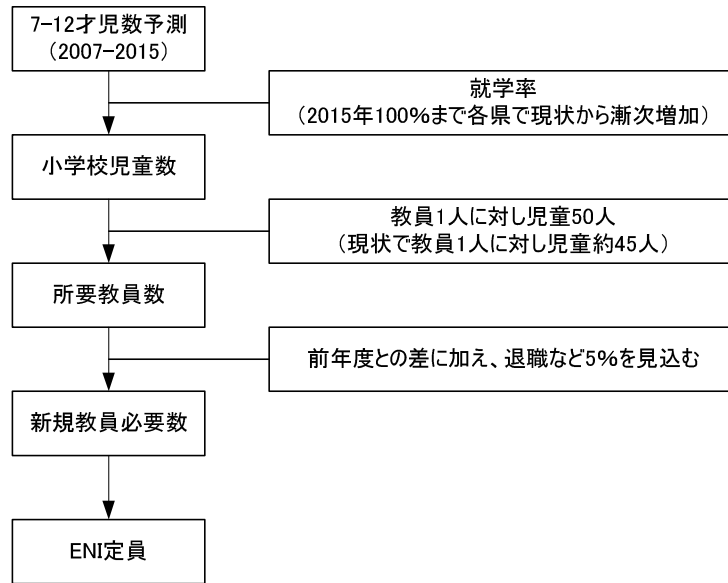 7-12才児数予測
（2007-2015）
就学率
（2015年100%まで各県で現状から漸次増加）
小学校児童数
教員1人に対し児童50人
（現状で教員1人に対し児童約45人）
所要教員数
前年度との差に加え、退職など5%を見込む
新規教員必要数
ENI定員